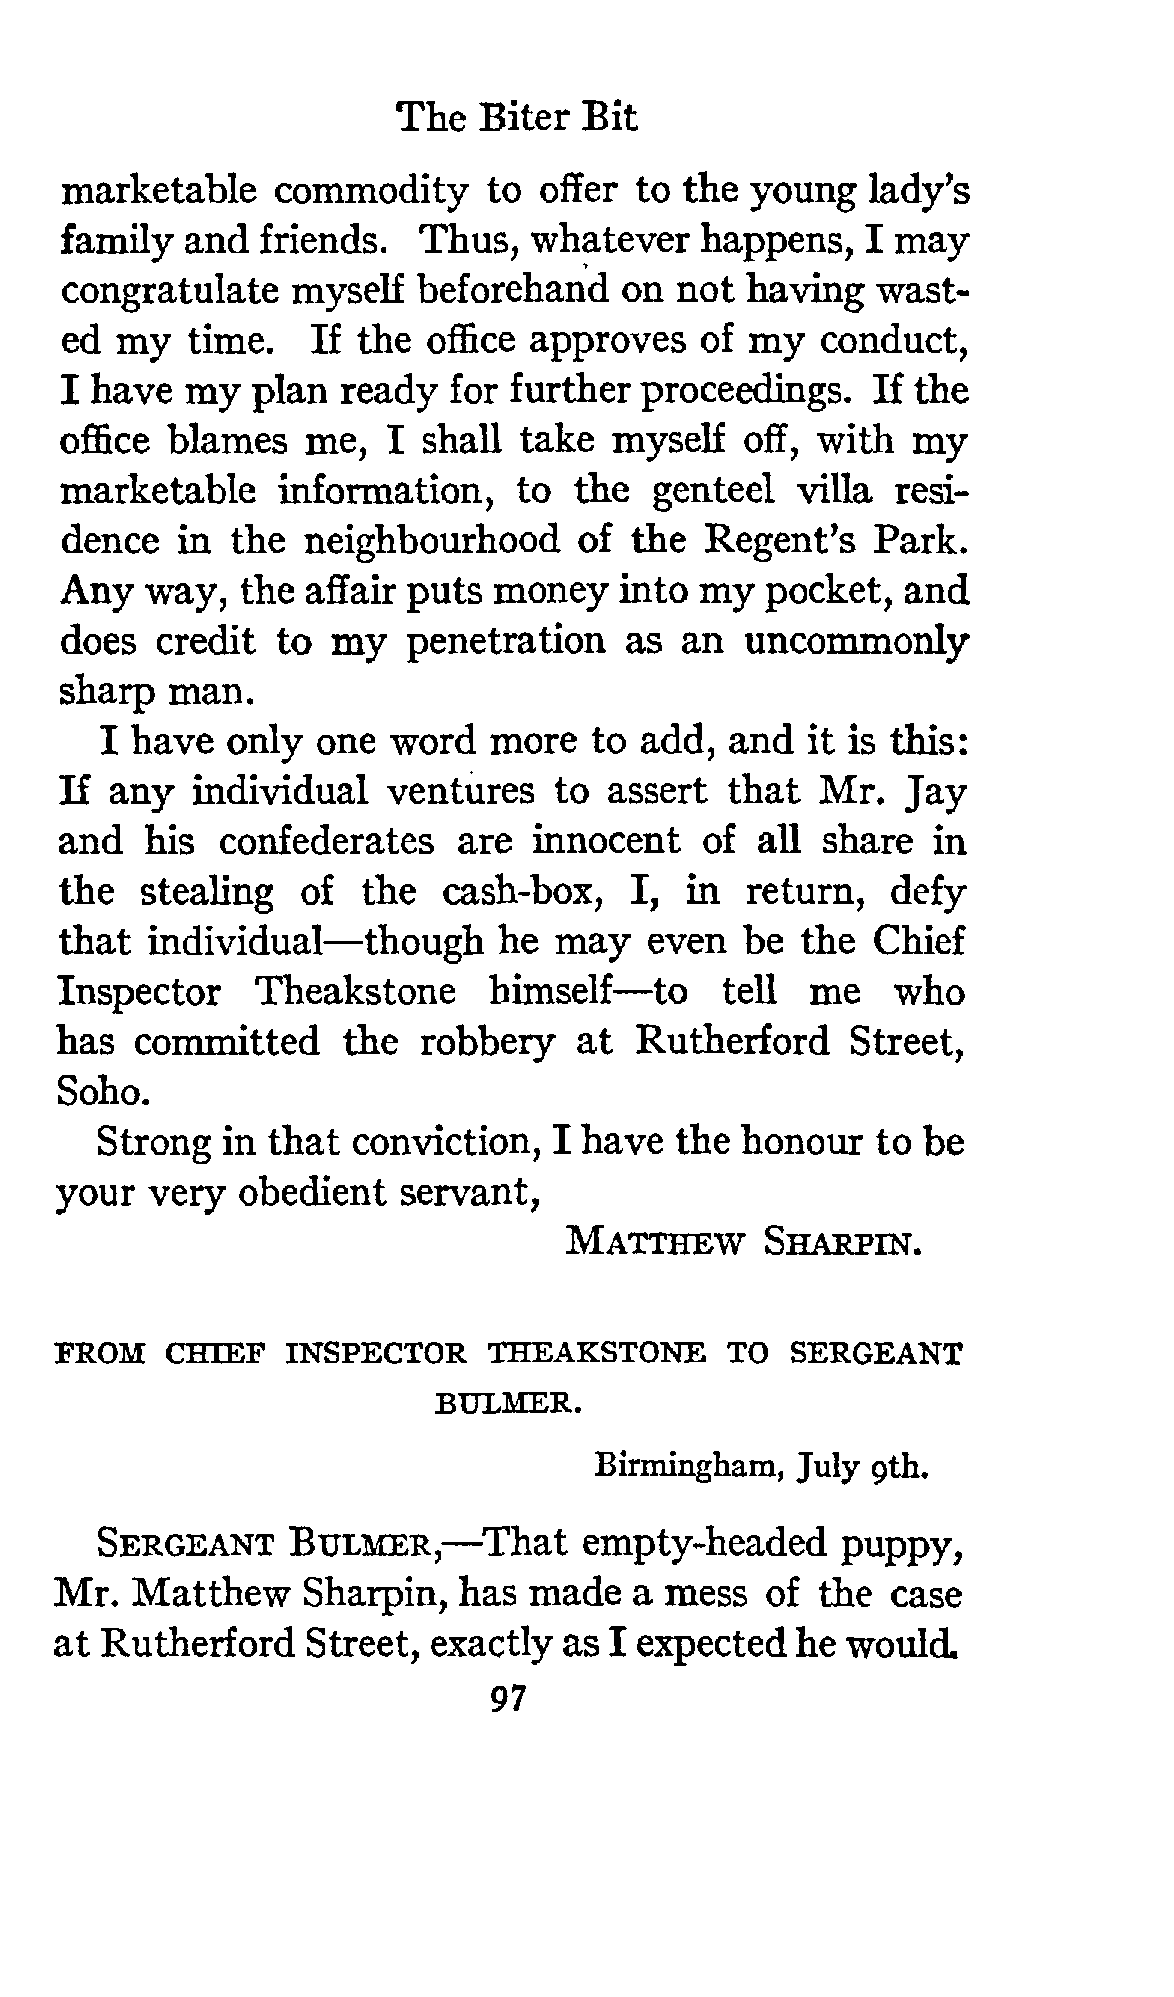 The Biter Bit
marketable commodity to offer to the young lady's
family and friends. Thus, whatever happens, I may
congratulate myself beforehand on not having wast-
ed my time. If the office approves of my conduct,
I have my plan ready for further proceedings. If the
office blames me, I shall take myself off, with my
marketable information, to the genteel villa resi-
dence in the neighbourhood of the Regent's Park.
Any way, the affair puts money into my pocket, and
does credit to my penetration as an uncommonly
sharp man.
I have only one word more to add, and it is this:
If any individual ventures to assert that Mr. Jay
and his confederates are innocent of all share in
the stealing of the cash-box, I, in return, defy
that individual—though he may even be the Chief
Inspector Theakstone himself—to tell me who
has committed the robbery at Rutherford Street,
Soho.
Strong in that conviction, I have the honour to be
your very obedient servant,
MATTHEW SHARPIN.
FROM CHIEF INSPECTOR THEAKSTONE TO SERGEANT
BULMER.
Birmingham, July 9th.
SERGEANT BULMER,—That empty-headed puppy,
Mr. Matthew Sharpin, has made a mess of the case
at Rutherford Street, exactly as I expected he would.
97